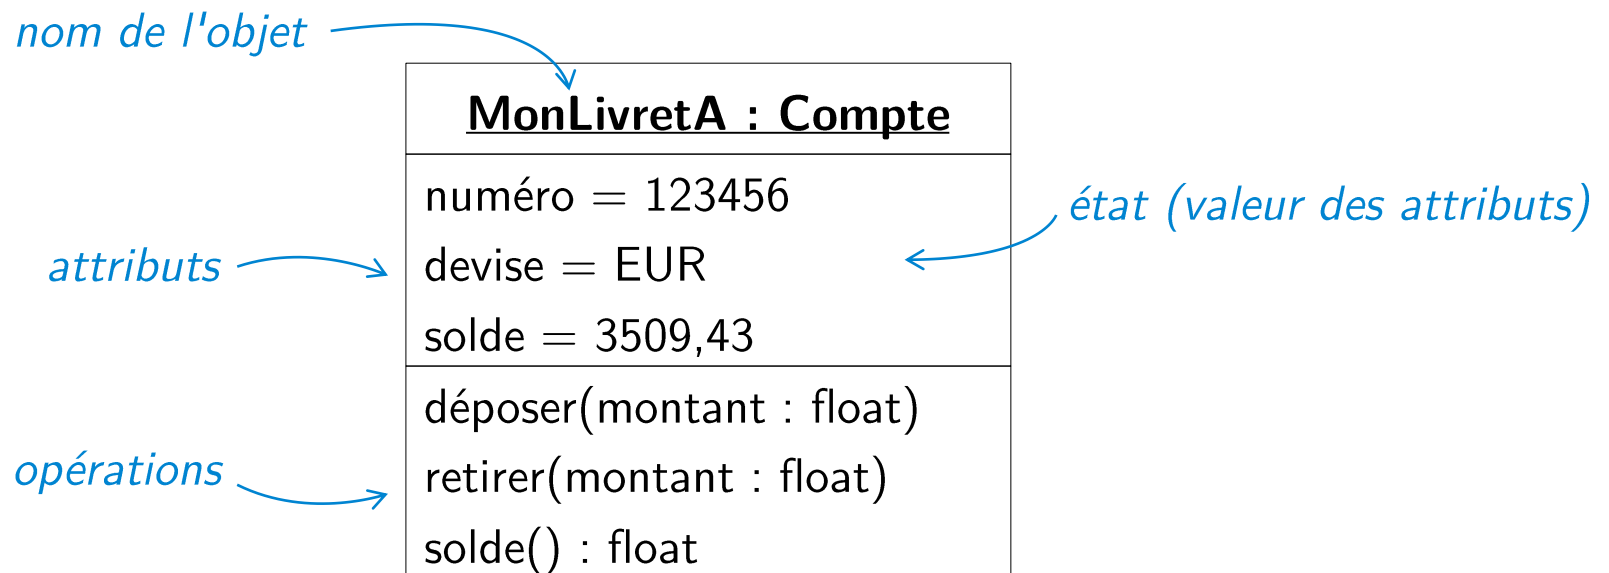 nom de l'objet
MonLivretA : Compte
numéro = 123456
état (valeur des attributs)
attributs
devise = EUR
solde = 3509,43
déposer(montant : float)
opérations
retirer(montant : float)
solde() : float